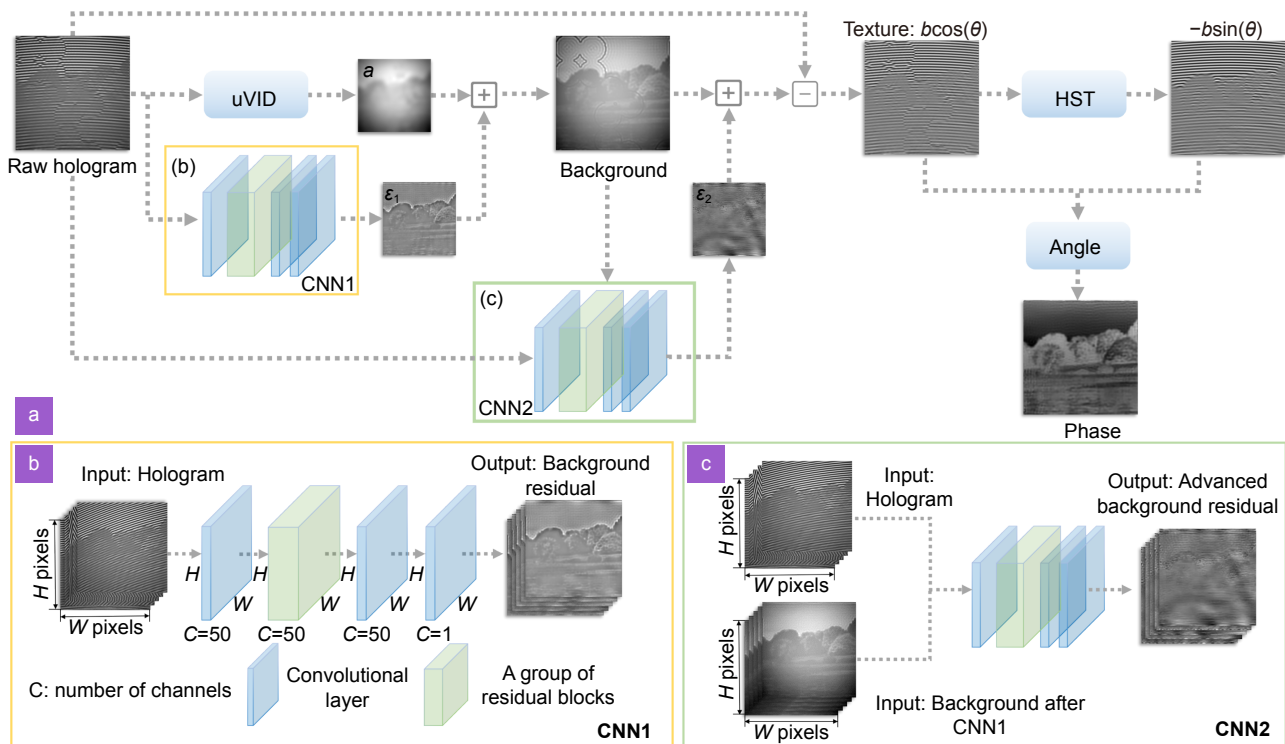 Raw hologram
uVID
a
+
Background
+
−
Texture: bcos(θ)
HST
−bsin(θ)
(b)
CNN1
ε1
ε2
(c)
CNN2
Angle
Phase
a
b
Input: Hologram
H pixels
W pixels
H
W
C=50
H
W
C=50
H
W
C=50
H
W
C=1
Output: Background
residual
C: number of channels
Convolutional
layer
A group of
residual blocks
CNN1
c
H pixels
W pixels
Input:
Hologram
H pixels
W pixels
Input: Background after
CNN1
Output: Advanced
background residual
CNN2